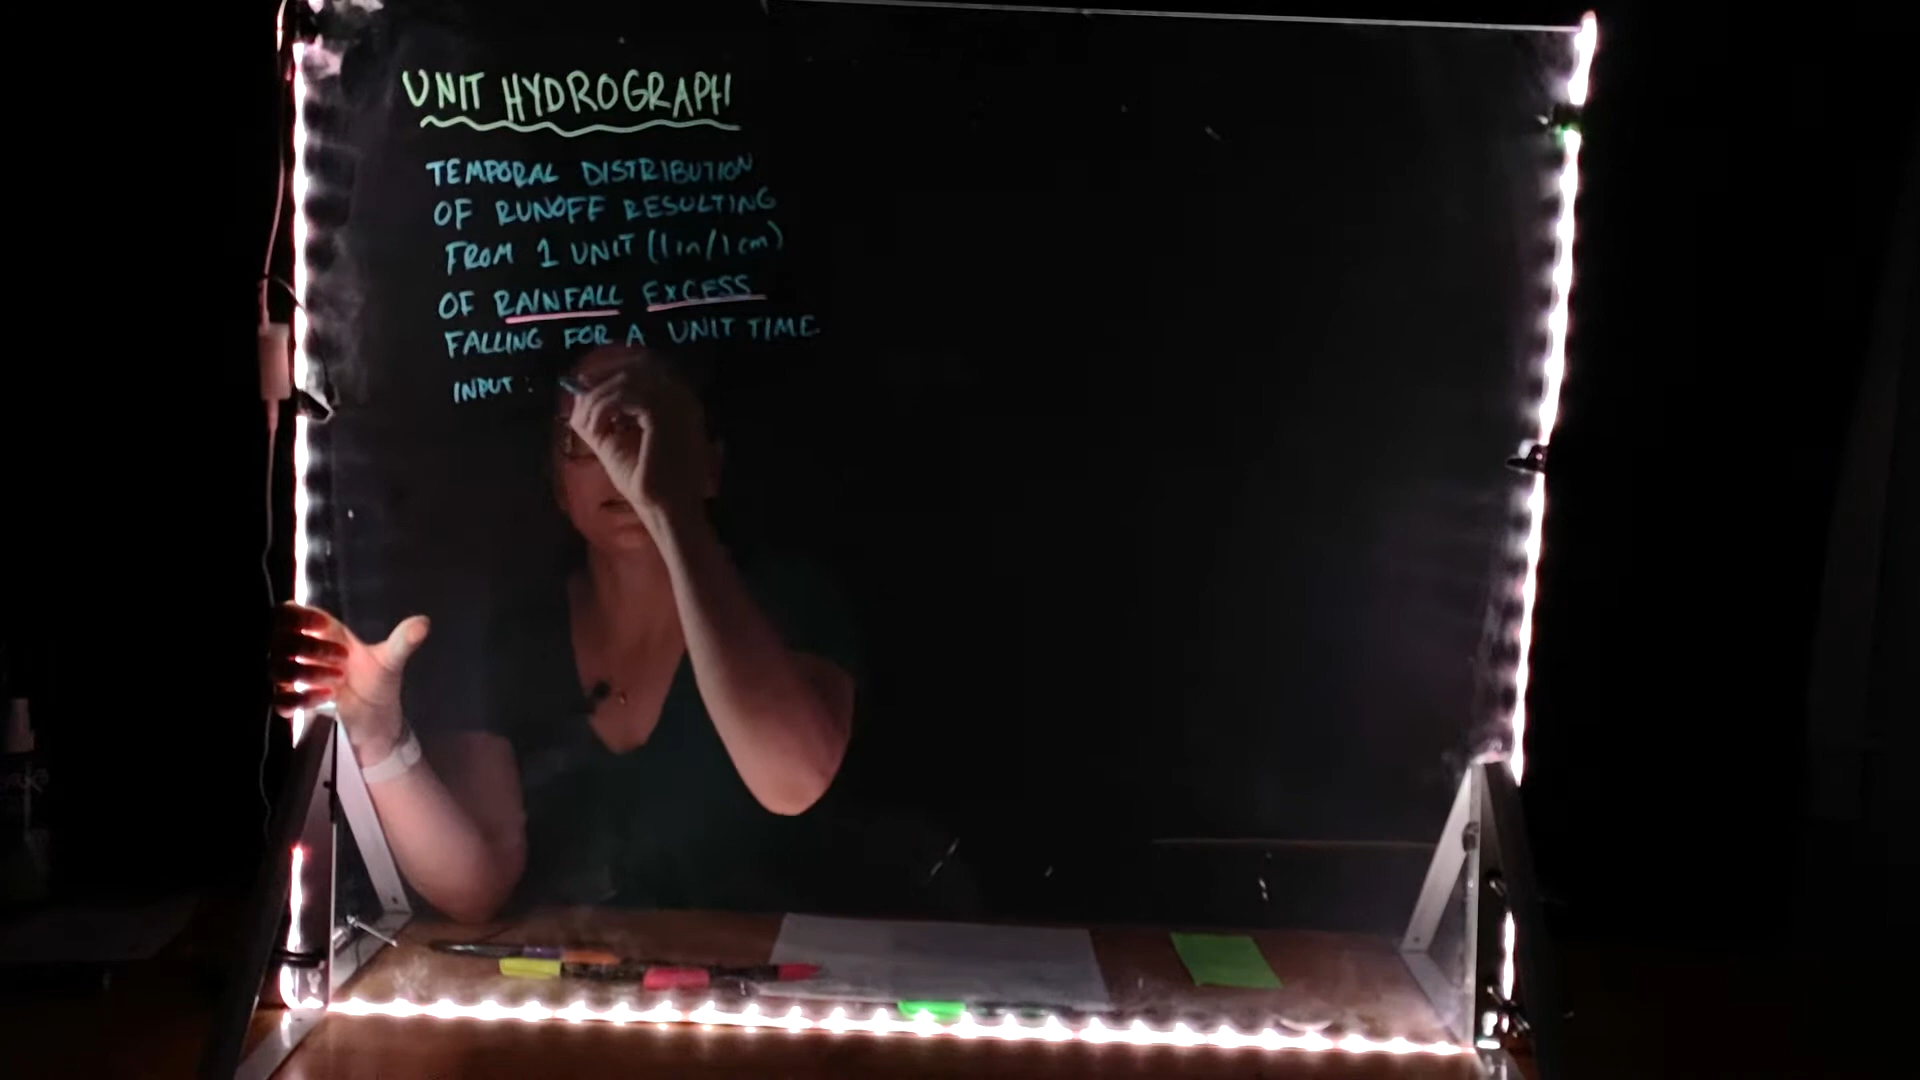 UNIT HYDROGRAPH
TEMPORAL DISTRIBUTION
OF RUNOFF RESULTING
FROM 1 UNIT (1in/1cm)
OF RAINFALL EXCESS
FALLING FOR A UNIT TIME
INPUT: